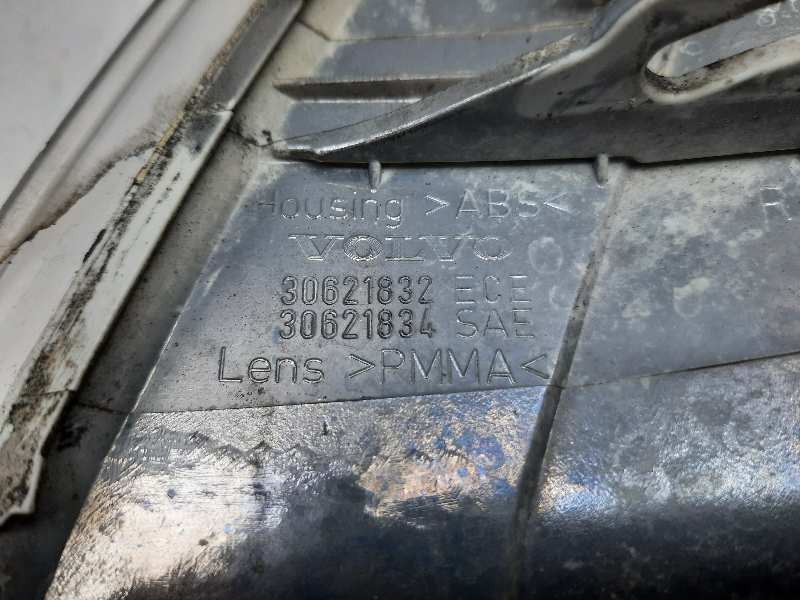 Housing >ABS<
VOLVO
30621832 ECE
30621834 SAE
Lens >PMMA<
R